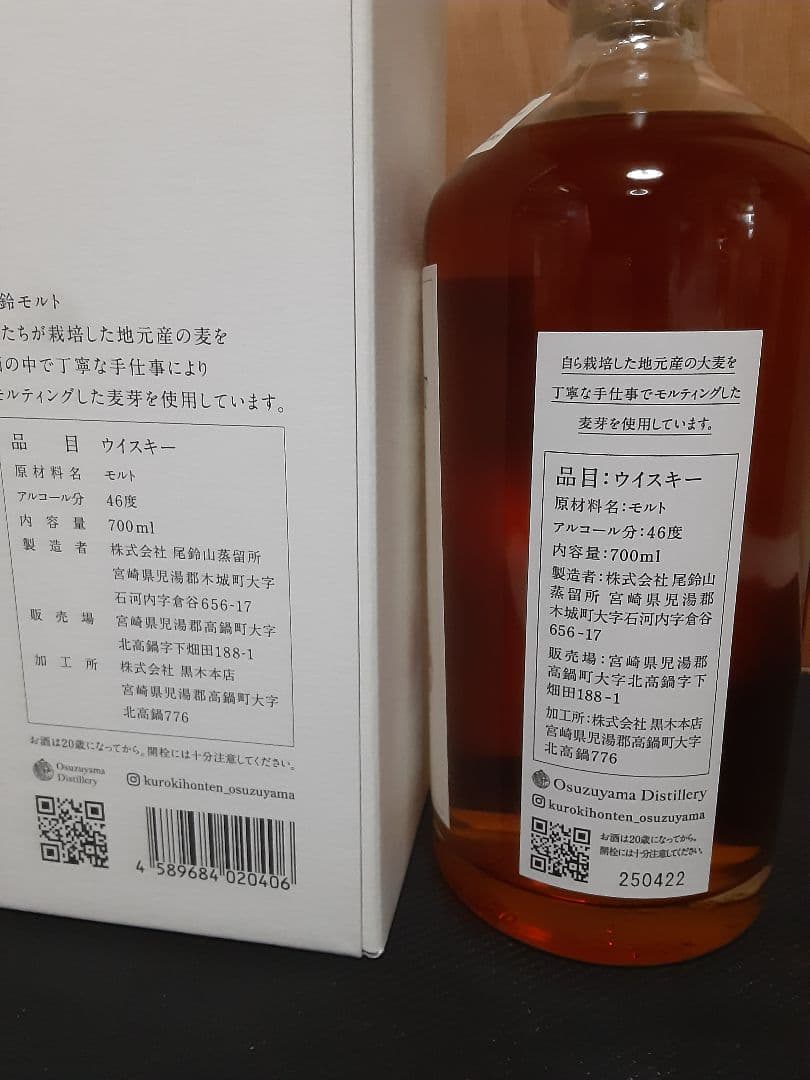 鈴モルト
たちが栽培した地元産の麦を
の中で丁寧な手仕事により
モルティングした麦芽を使用しています。
品目 ウイスキー
原材料名 モルト
アルコール分 46度
内容量 700ml
製造者 株式会社 尾鈴山蒸留所
宮崎県児湯郡木城町大字
石河内字倉谷656-17
販売場 宮崎県児湯郡高鍋町大字
北高鍋字下畑田188-1
加工所 株式会社 黒木本店
宮崎県児湯郡高鍋町大字
北高鍋776
お酒は20歳になってから。開栓には十分注意してください。
Osuzuyama
Distillery
kurokihonten_osuzuyama
4 589684 020406
自ら栽培した地元産の大麦を
丁寧な手仕事でモルティングした
麦芽を使用しています。
品目：ウイスキー
原材料名：モルト
アルコール分：46度
内容量：700ml
製造者：株式会社 尾鈴山
蒸留所 宮崎県児湯郡
木城町大字石河内字倉谷
656-17
販売場：宮崎県児湯郡
高鍋町大字北高鍋字下
畑田188-1
加工所：株式会社 黒木本店
宮崎県児湯郡高鍋町大字
北高鍋776
Osuzuyama Distillery
kurokihonten_osuzuyama
お酒は20歳になってから。
開栓には十分注意してください。
250422